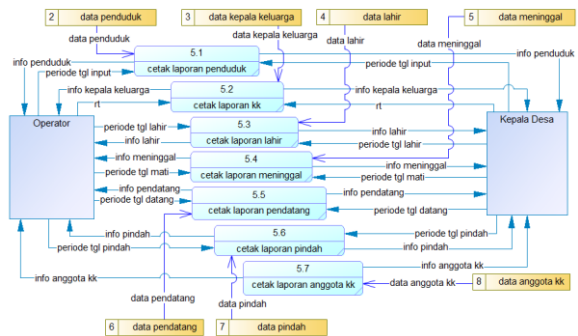 2 data penduduk
3 data kepala keluarga
4 data lahir
5 data meninggal
data penduduk
data kepala keluarga
data lahir
data meninggal
5.1
cetak laporan penduduk
info penduduk
periode tgl input
info penduduk
periode tgl input
5.2
cetak laporan kk
info kepala keluarga
rt
info kepala keluarga
rt
Operator
Kepala Desa
5.3
cetak laporan lahir
periode tgl lahir
info lahir
info lahir
periode tgl lahir
5.4
cetak laporan meninggal
info meninggal
periode tgl mati
info meninggal
periode tgl mati
5.5
cetak laporan pendatang
info pendatang
periode tgl datang
info pendatang
periode tgl datang
5.6
cetak laporan pindah
info pindah
periode tgl pindah
periode tgl pindah
info pindah
5.7
cetak laporan anggota kk
info anggota kk
info anggota kk
data anggota kk
8 data anggota kk
data pendatang
data pindah
6 data pendatang
7 data pindah